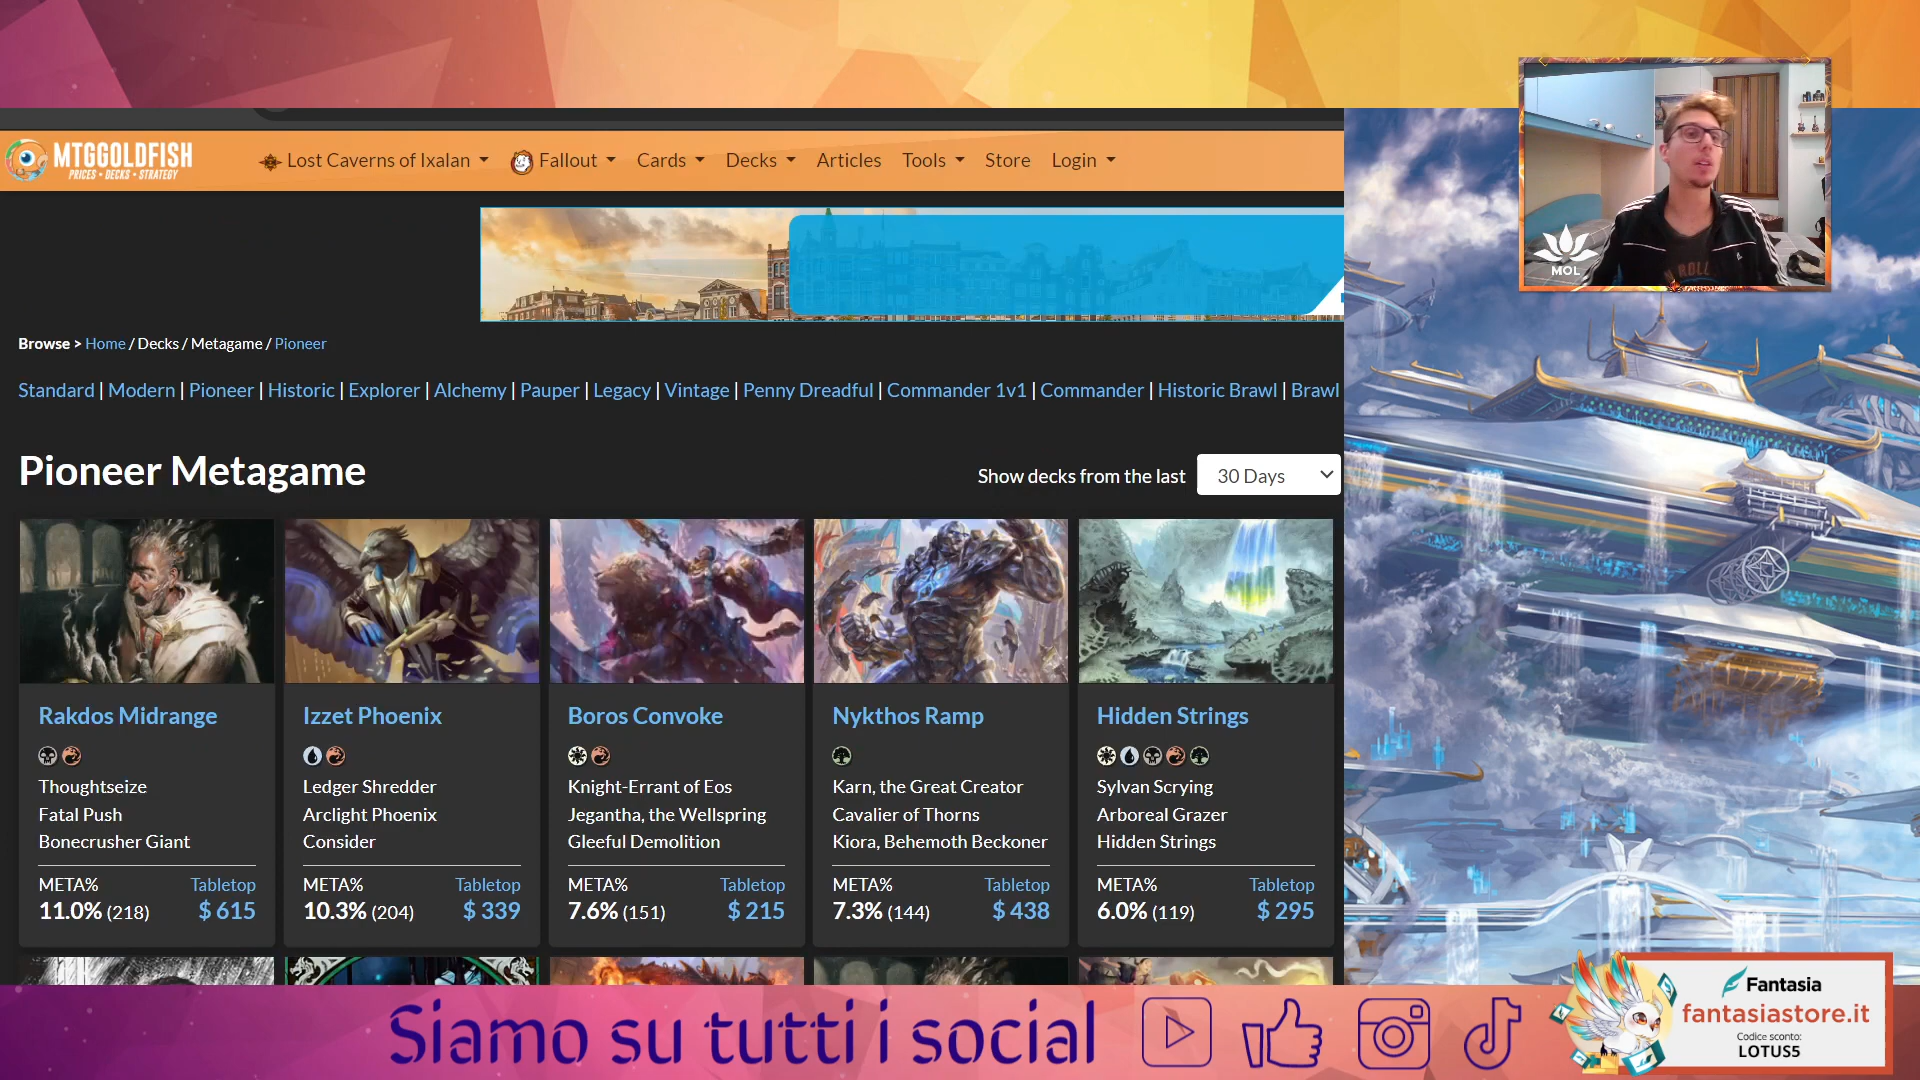 MTGGOLDFISH
PRICES • DECKS • STRATEGY
Lost Caverns of Ixalan
Fallout
Cards
Decks
Articles
Tools
Store
Login
MOL
Browse > Home / Decks / Metagame / Pioneer
Standard | Modern | Pioneer | Historic | Explorer | Alchemy | Pauper | Legacy | Vintage | Penny Dreadful | Commander 1v1 | Commander | Historic Brawl | Brawl
Pioneer Metagame
Show decks from the last
30 Days
Rakdos Midrange
Thoughtseize
Fatal Push
Bonecrusher Giant
META%
Tabletop
11.0% (218)
$ 615
Izzet Phoenix
Ledger Shredder
Arclight Phoenix
Consider
META%
Tabletop
10.3% (204)
$ 339
Boros Convoke
Knight-Errant of Eos
Jegantha, the Wellspring
Gleeful Demolition
META%
Tabletop
7.6% (151)
$ 215
Nykthos Ramp
Karn, the Great Creator
Cavalier of Thorns
Kiora, Behemoth Beckoner
META%
Tabletop
7.3% (144)
$ 438
Hidden Strings
Sylvan Scrying
Arboreal Grazer
Hidden Strings
META%
Tabletop
6.0% (119)
$ 295
Siamo su tutti i social
Fantasia
fantasiastore.it
Codice sconto:
LOTUS5